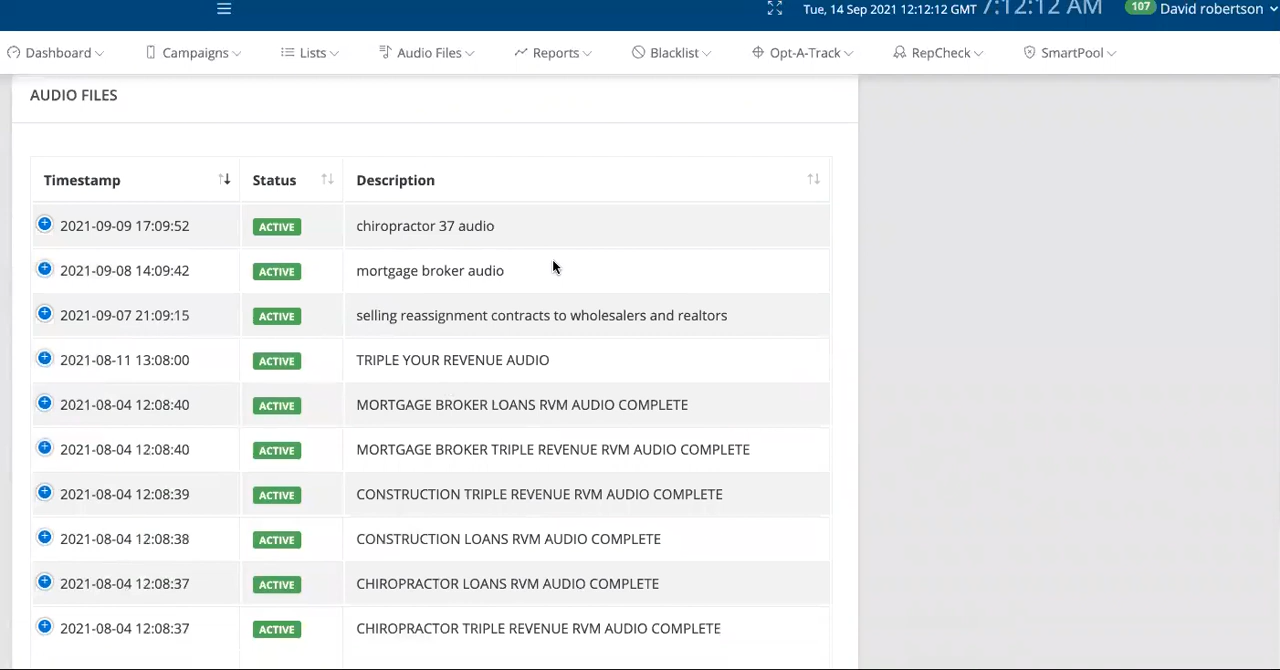 Tue, 14 Sep 2021 12:12:12 GMT 7:12:12 AM 107 David robertson
Dashboard Campaigns Lists Audio Files Reports Blacklist Opt-A-Track RepCheck SmartPool
AUDIO FILES
Timestamp Status Description
2021-09-09 17:09:52 ACTIVE chiropractor 37 audio
2021-09-08 14:09:42 ACTIVE mortgage broker audio
2021-09-07 21:09:15 ACTIVE selling reassignment contracts to wholesalers and realtors
2021-08-11 13:08:00 ACTIVE TRIPLE YOUR REVENUE AUDIO
2021-08-04 12:08:40 ACTIVE MORTGAGE BROKER LOANS RVM AUDIO COMPLETE
2021-08-04 12:08:40 ACTIVE MORTGAGE BROKER TRIPLE REVENUE RVM AUDIO COMPLETE
2021-08-04 12:08:39 ACTIVE CONSTRUCTION TRIPLE REVENUE RVM AUDIO COMPLETE
2021-08-04 12:08:38 ACTIVE CONSTRUCTION LOANS RVM AUDIO COMPLETE
2021-08-04 12:08:37 ACTIVE CHIROPRACTOR LOANS RVM AUDIO COMPLETE
2021-08-04 12:08:37 ACTIVE CHIROPRACTOR TRIPLE REVENUE RVM AUDIO COMPLETE